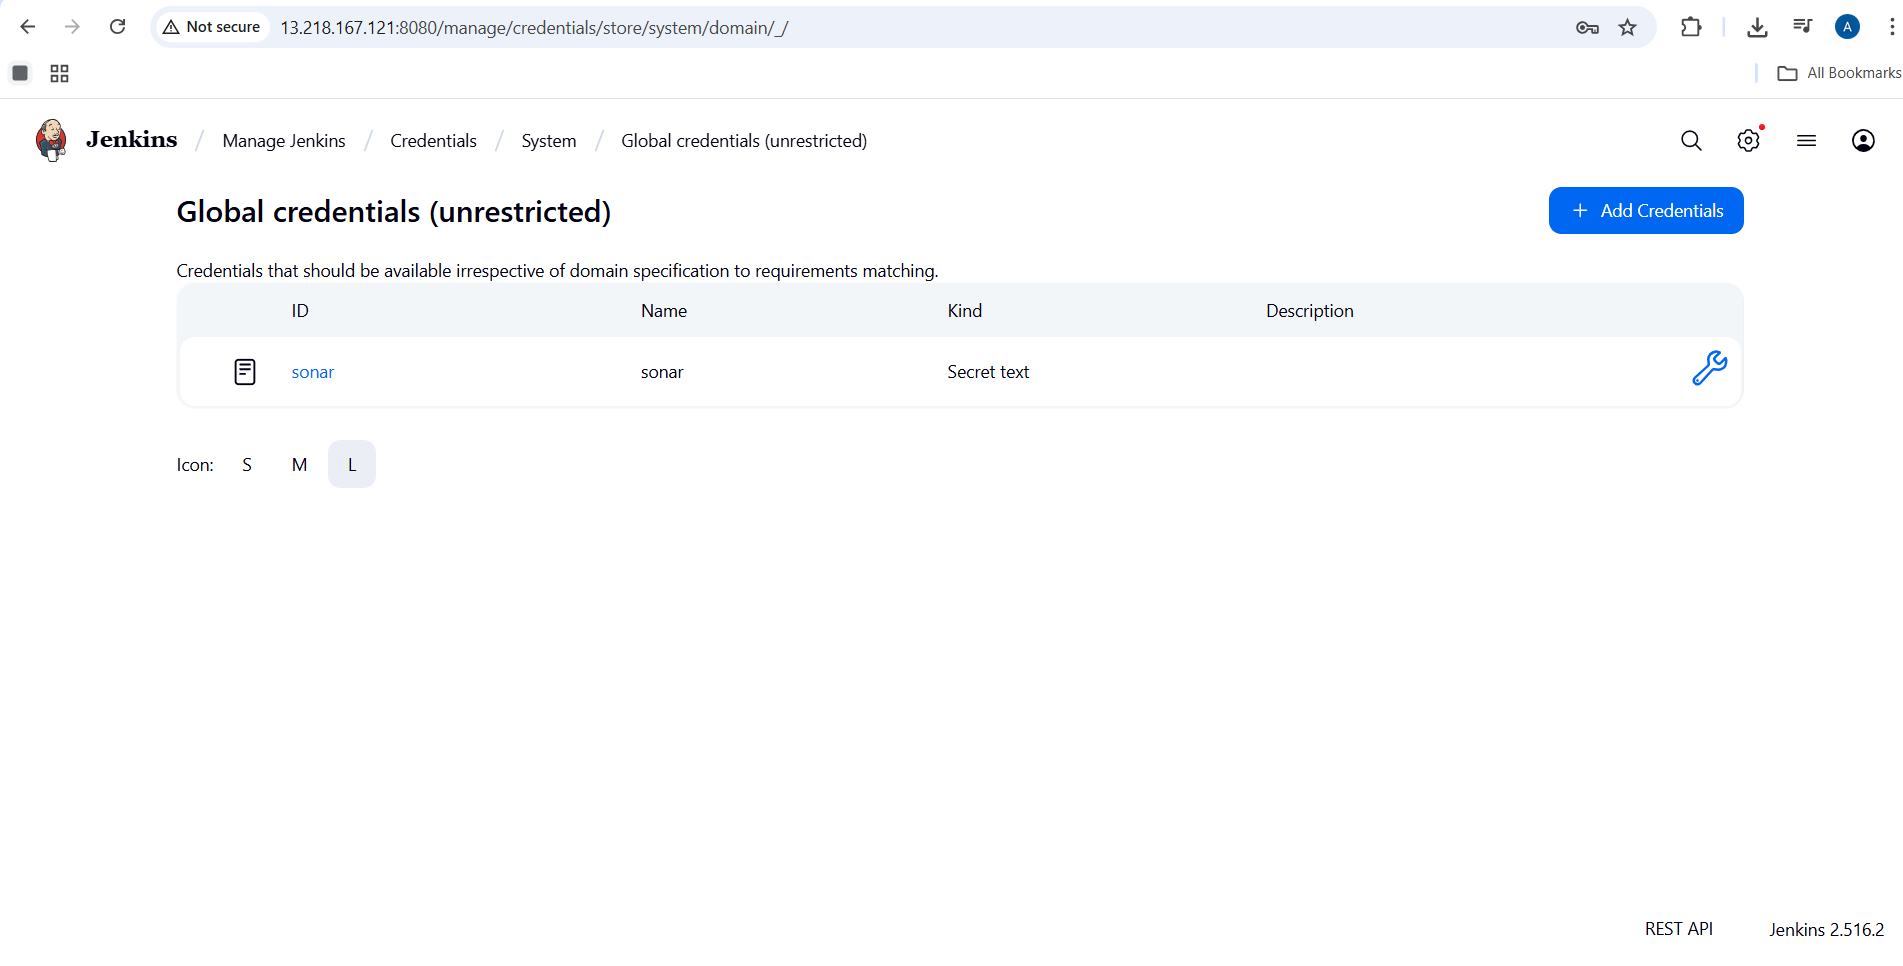 Not secure 13.218.167.121:8080/manage/credentials/store/system/domain/_/
A
All Bookmarks
Jenkins / Manage Jenkins / Credentials / System / Global credentials (unrestricted)
Global credentials (unrestricted)
+ Add Credentials
Credentials that should be available irrespective of domain specification to requirements matching.
ID Name Kind Description
sonar sonar Secret text
Icon: S M L
REST API Jenkins 2.516.2